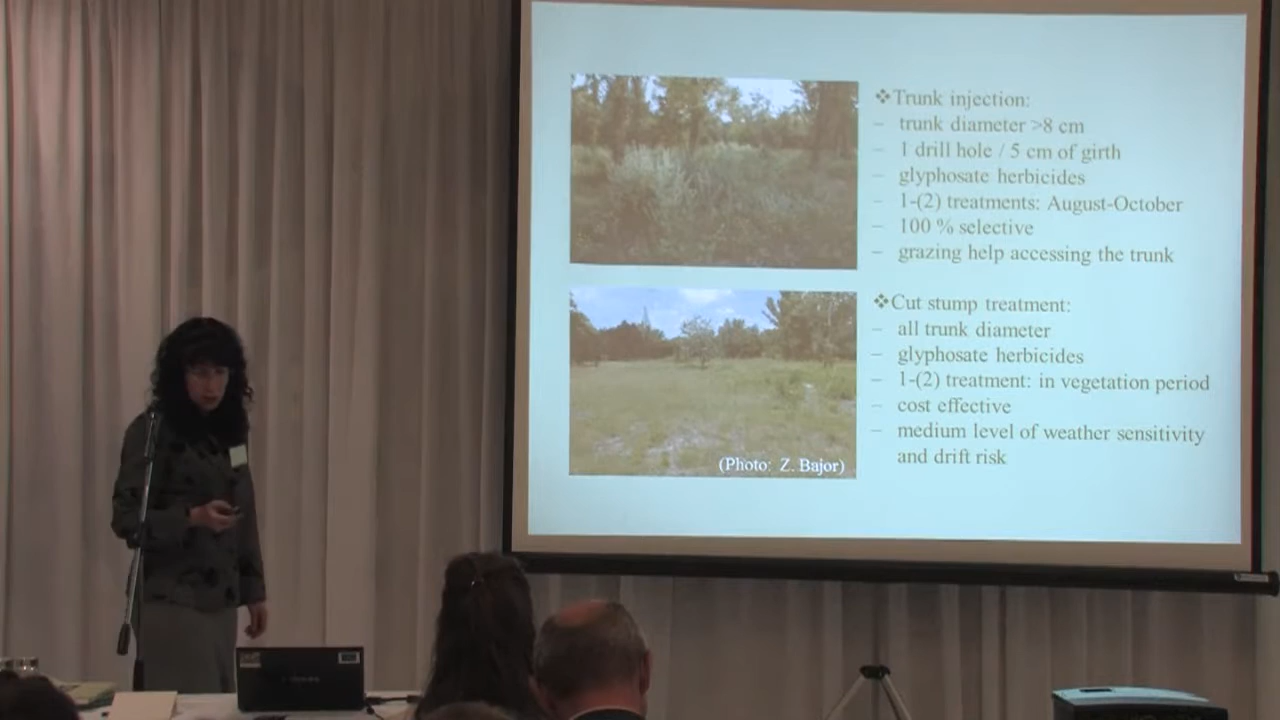 ❖Trunk injection:
– trunk diameter >8 cm
– 1 drill hole / 5 cm of girth
– glyphosate herbicides
– 1-(2) treatments: August-October
– 100 % selective
– grazing help accessing the trunk
❖Cut stump treatment:
– all trunk diameter
– glyphosate herbicides
– 1-(2) treatment: in vegetation period
– cost effective
– medium level of weather sensitivity
and drift risk
(Photo: Z. Bajor)